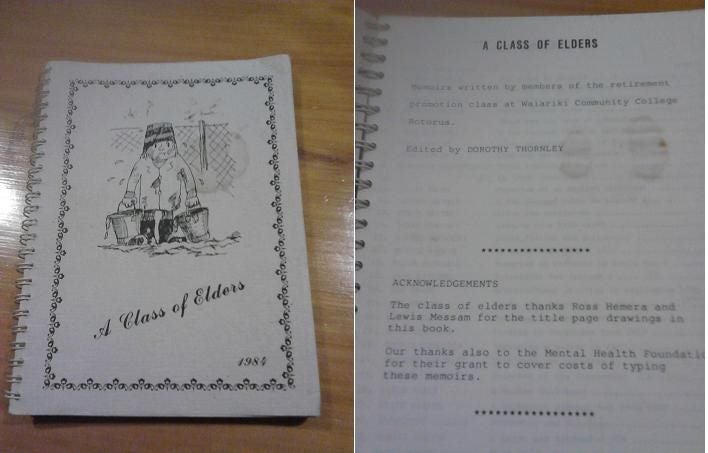 A Class of Elders
1984
A CLASS OF ELDERS
Memoirs written by members of the retirement
promotion class at Waiariki Community College
Rotorua.
Edited by DOROTHY THORNLEY
*****************
ACKNOWLEDGEMENTS
The class of elders thanks Ross Hemera and
Lewis Messam for the title page drawings in
this book.
Our thanks also to the Mental Health Foundatio
for their grant to cover costs of typing
these memoirs.
*****************